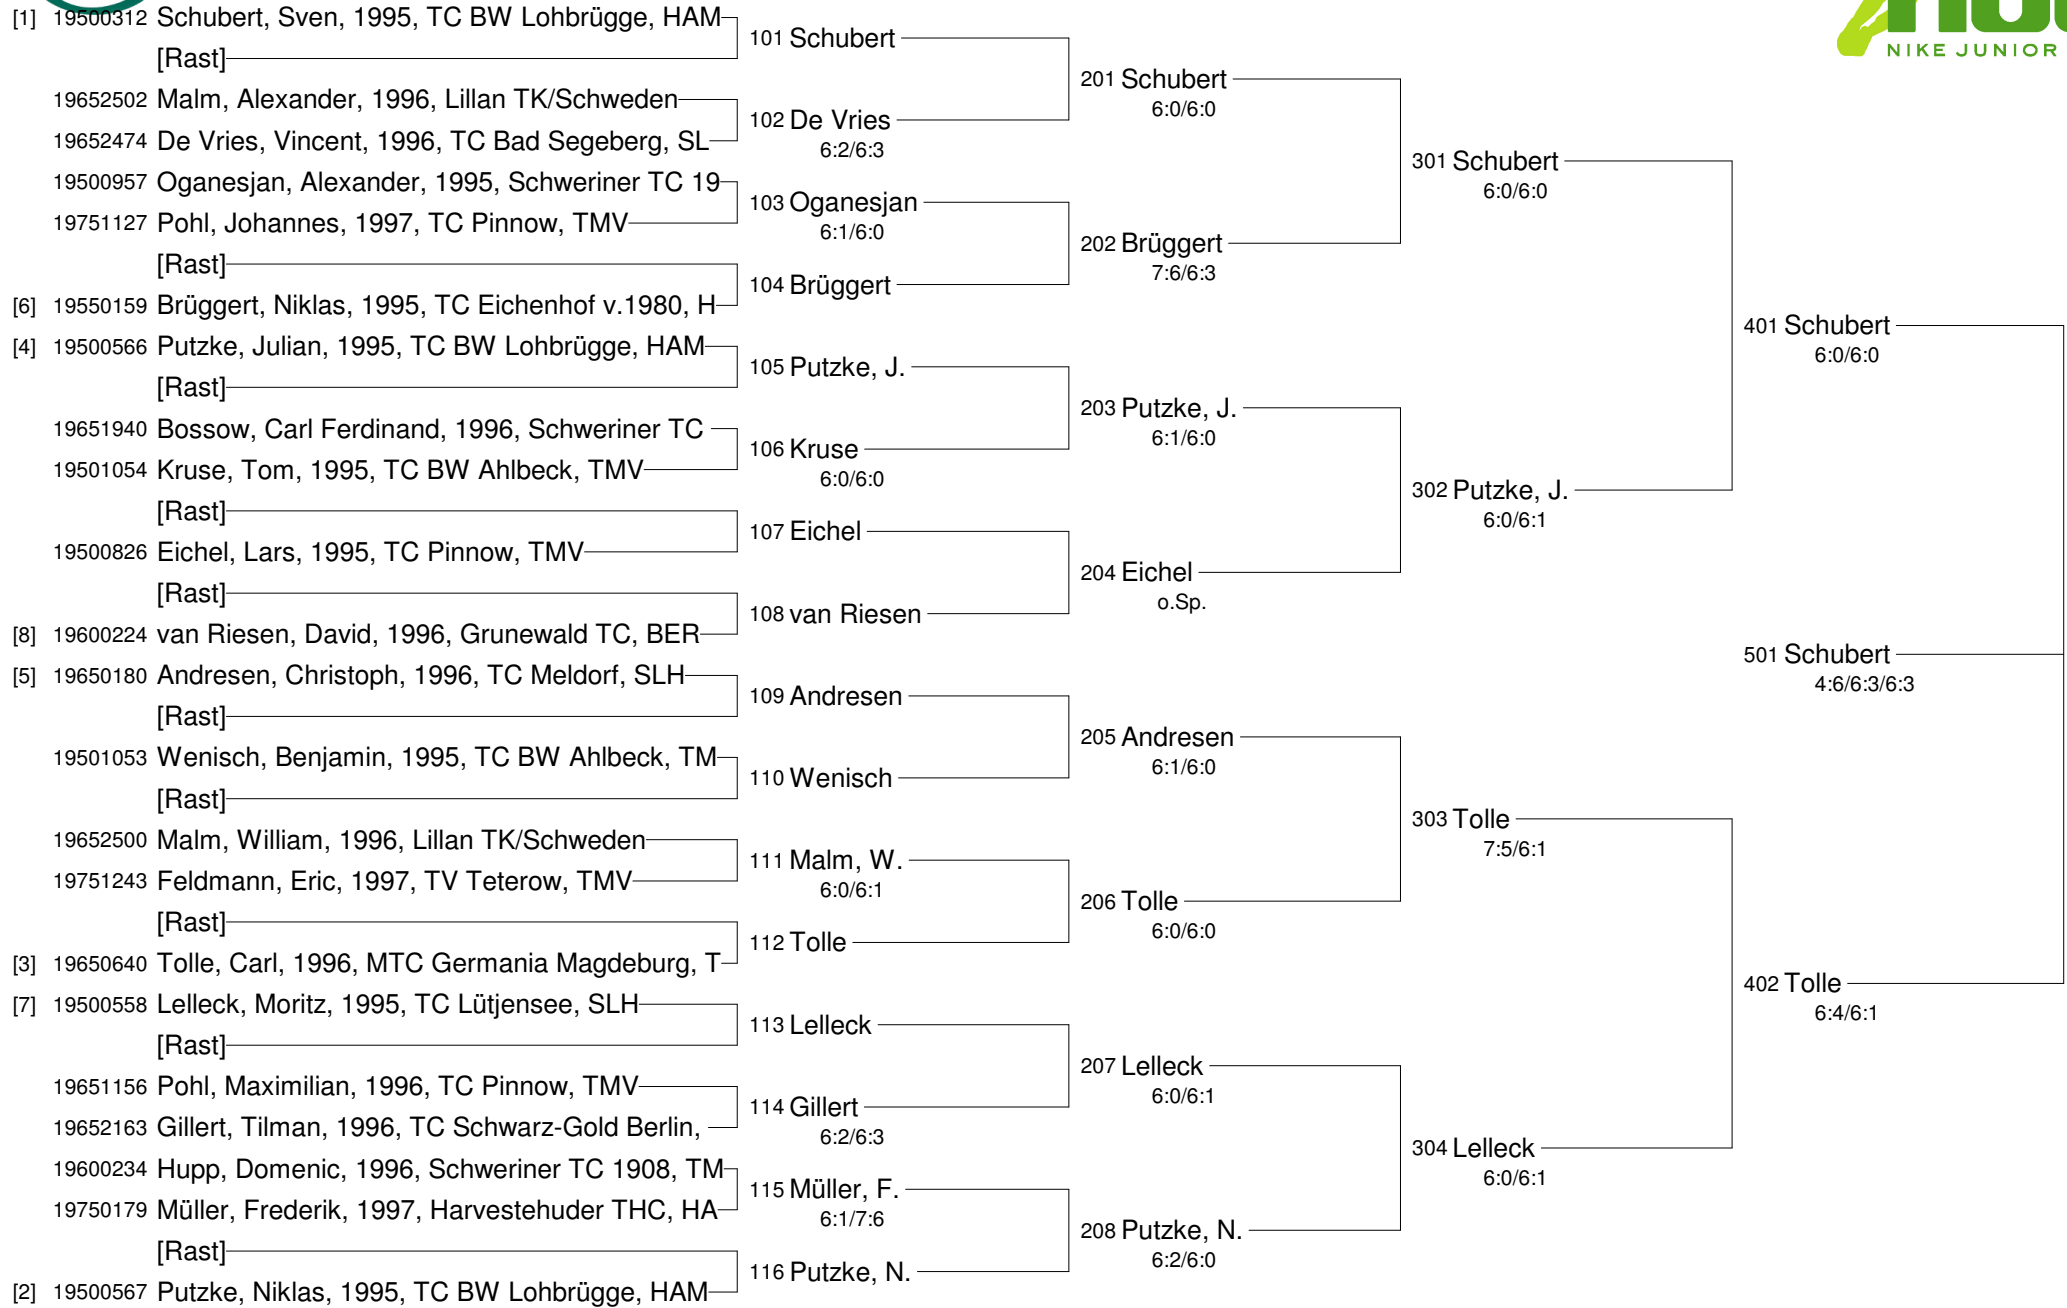 [1] 19500312 Schubert, Sven, 1995, TC BW Lohbrügge, HAM
[Rast]
19652502 Malm, Alexander, 1996, Lillan TK/Schweden
19652474 De Vries, Vincent, 1996, TC Bad Segeberg, SL
19500957 Oganesjan, Alexander, 1995, Schweriner TC 19
19751127 Pohl, Johannes, 1997, TC Pinnow, TMV
[Rast]
[6] 19550159 Brüggert, Niklas, 1995, TC Eichenhof v.1980, H
[4] 19500566 Putzke, Julian, 1995, TC BW Lohbrügge, HAM
[Rast]
19651940 Bossow, Carl Ferdinand, 1996, Schweriner TC
19501054 Kruse, Tom, 1995, TC BW Ahlbeck, TMV
[Rast]
19500826 Eichel, Lars, 1995, TC Pinnow, TMV
[Rast]
[8] 19600224 van Riesen, David, 1996, Grunewald TC, BER
[5] 19650180 Andresen, Christoph, 1996, TC Meldorf, SLH
[Rast]
19501053 Wenisch, Benjamin, 1995, TC BW Ahlbeck, TM
[Rast]
19652500 Malm, William, 1996, Lillan TK/Schweden
19751243 Feldmann, Eric, 1997, TV Teterow, TMV
[Rast]
[3] 19650640 Tolle, Carl, 1996, MTC Germania Magdeburg, T
[7] 19500558 Lelleck, Moritz, 1995, TC Lütjensee, SLH
[Rast]
19651156 Pohl, Maximilian, 1996, TC Pinnow, TMV
19652163 Gillert, Tilman, 1996, TC Schwarz-Gold Berlin,
19600234 Hupp, Domenic, 1996, Schweriner TC 1908, TM
19750179 Müller, Frederik, 1997, Harvestehuder THC, HA
[Rast]
[2] 19500567 Putzke, Niklas, 1995, TC BW Lohbrügge, HAM
101 Schubert
102 De Vries
6:2/6:3
103 Oganesjan
6:1/6:0
104 Brüggert
105 Putzke, J.
106 Kruse
6:0/6:0
107 Eichel
108 van Riesen
109 Andresen
110 Wenisch
111 Malm, W.
6:0/6:1
112 Tolle
113 Lelleck
114 Gillert
6:2/6:3
115 Müller, F.
6:1/7:6
116 Putzke, N.
201 Schubert
6:0/6:0
202 Brüggert
7:6/6:3
203 Putzke, J.
6:1/6:0
204 Eichel
o.Sp.
205 Andresen
6:1/6:0
206 Tolle
6:0/6:0
207 Lelleck
6:0/6:1
208 Putzke, N.
6:2/6:0
301 Schubert
6:0/6:0
302 Putzke, J.
6:0/6:1
303 Tolle
7:5/6:1
304 Lelleck
6:0/6:1
401 Schubert
6:0/6:0
501 Schubert
4:6/6:3/6:3
402 Tolle
6:4/6:1
NIKE JUNIOR